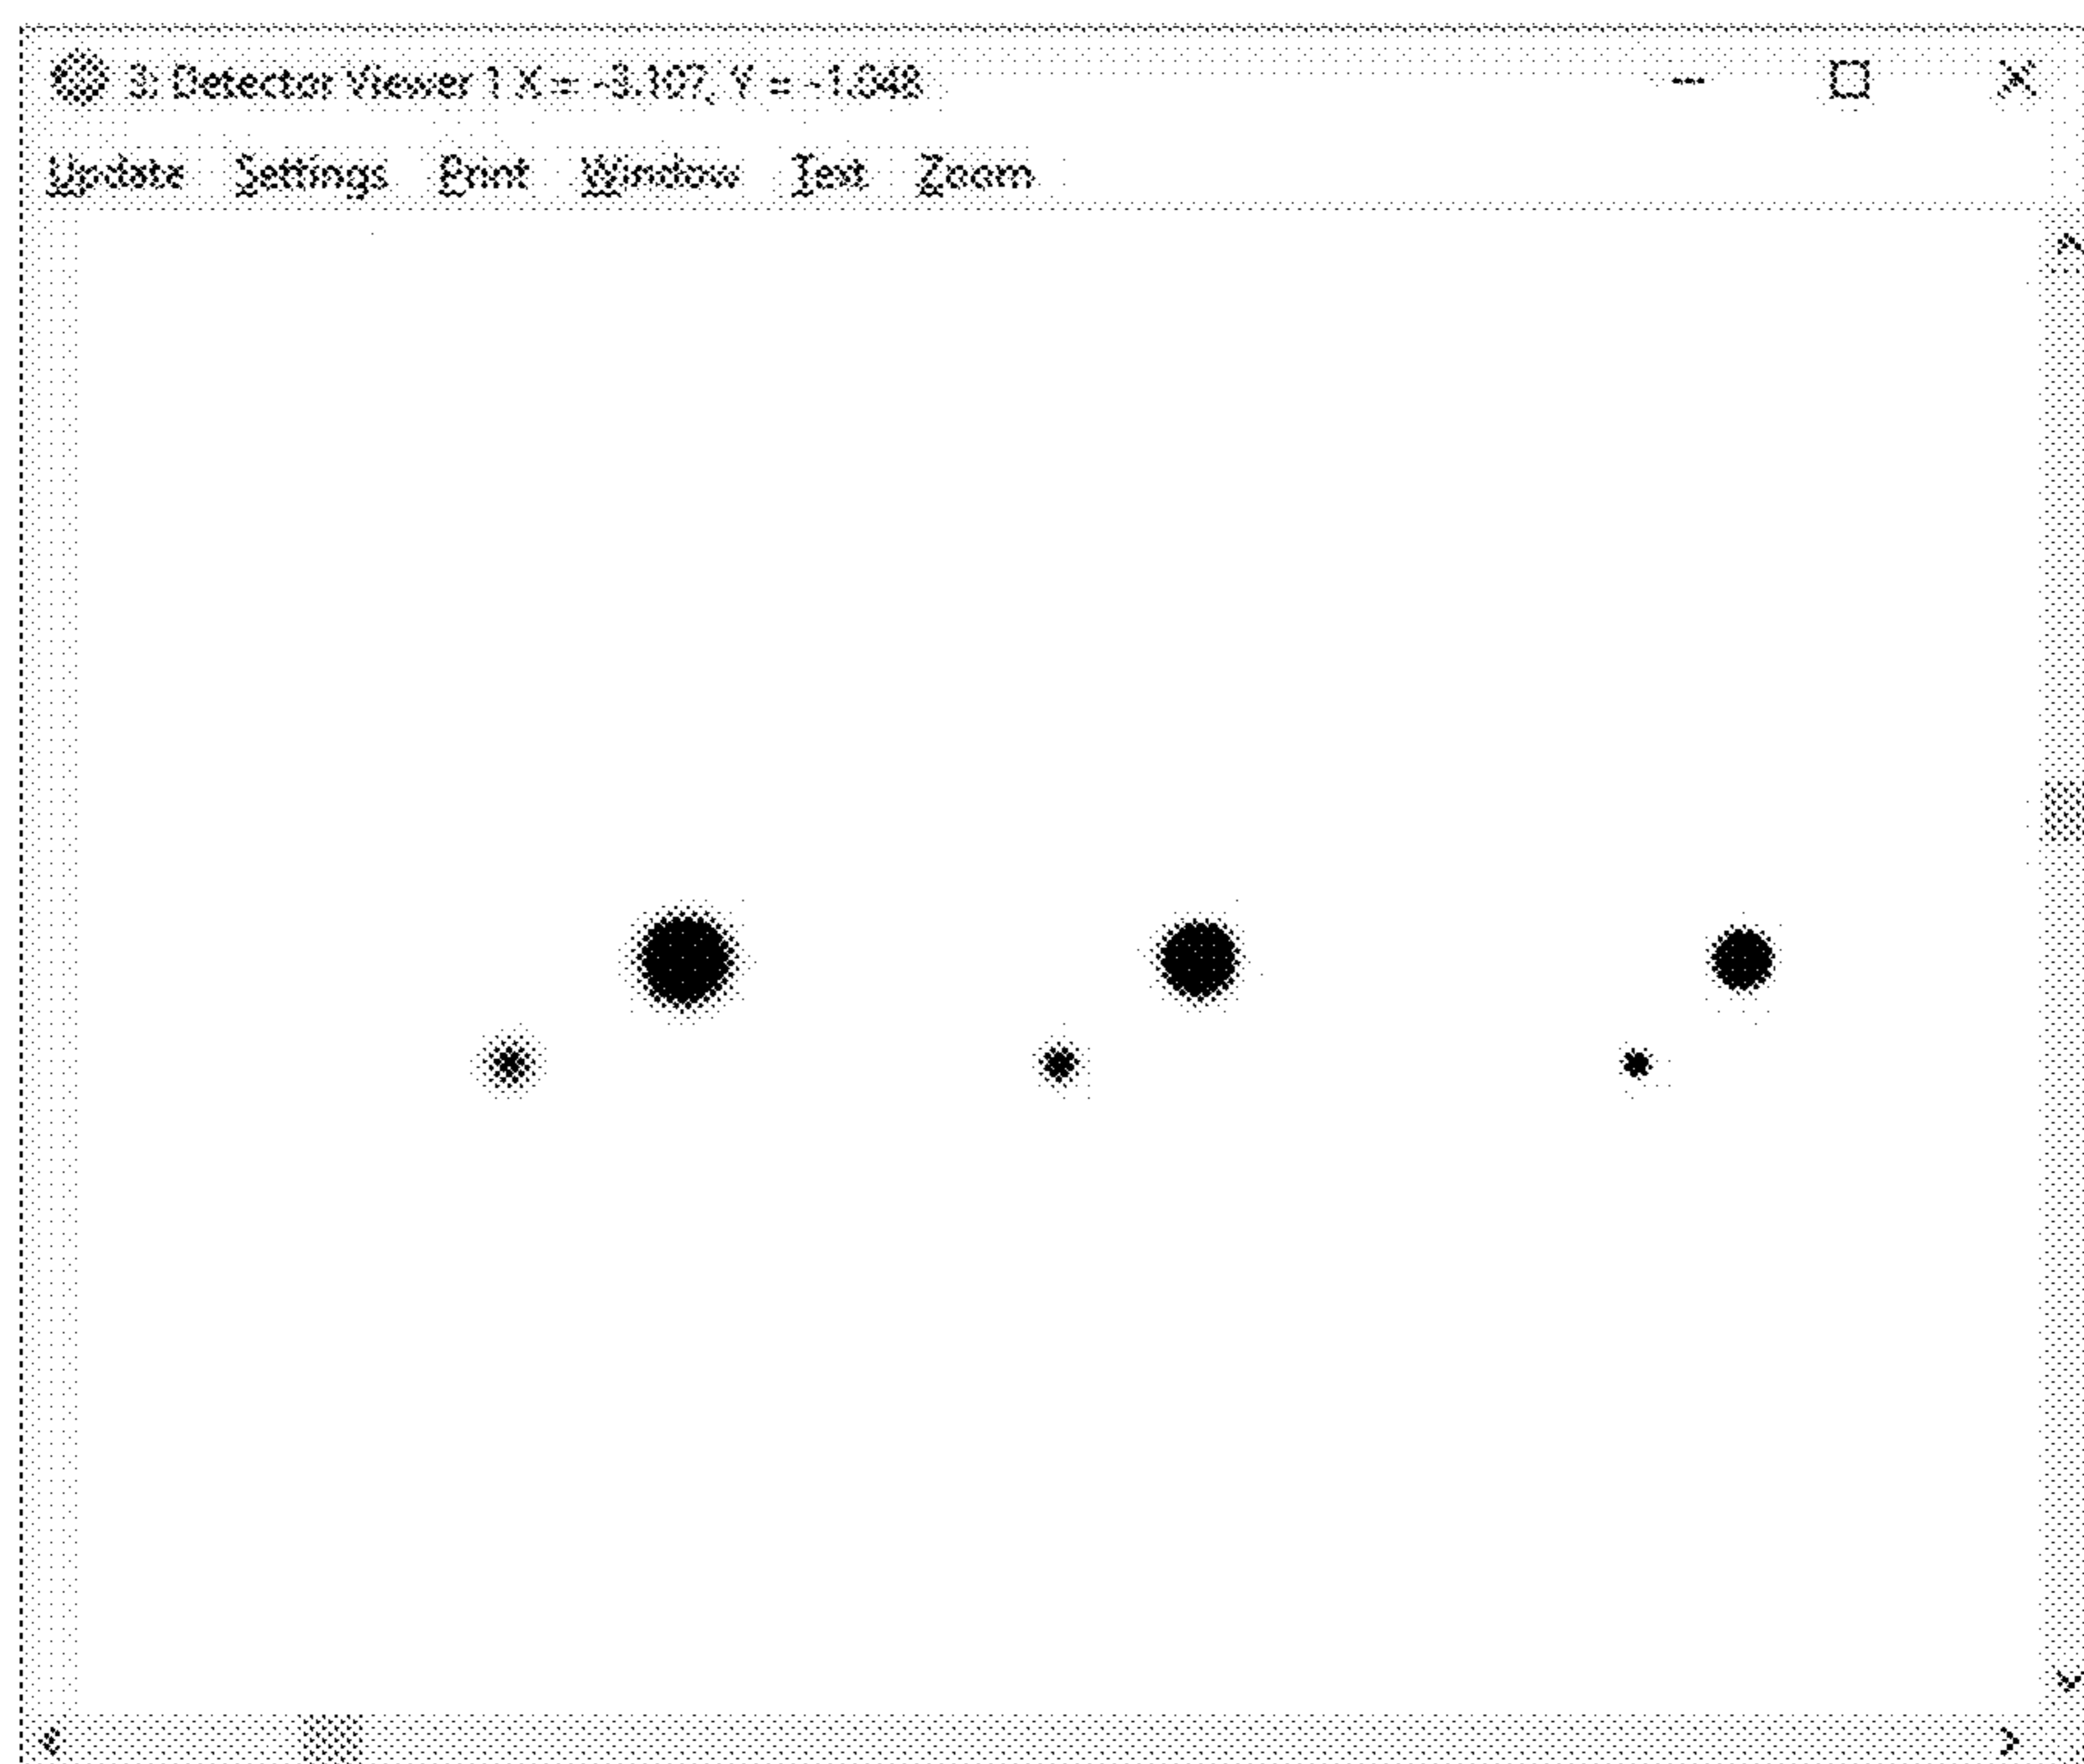 3: Detector Viewer 1 X = -3.107, Y = -1.048
Update Settings Print Window Text Zoom